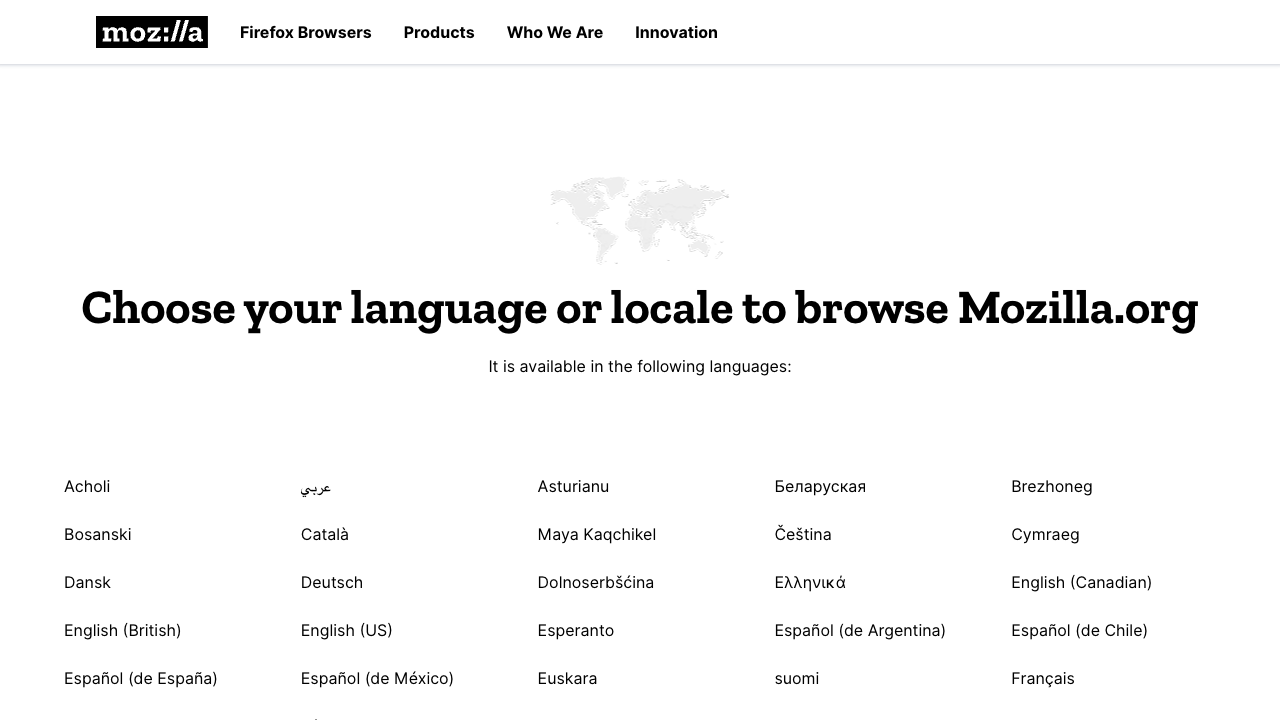 moz://a Firefox Browsers Products Who We Are Innovation
Choose your language or locale to browse Mozilla.org
It is available in the following languages:
Acholi عربي Asturianu Беларуская Brezhoneg
Bosanski Català Maya Kaqchikel Čeština Cymraeg
Dansk Deutsch Dolnoserbšćina Ελληνικά English (Canadian)
English (British) English (US) Esperanto Español (de Argentina) Español (de Chile)
Español (de España) Español (de México) Euskara suomi Français